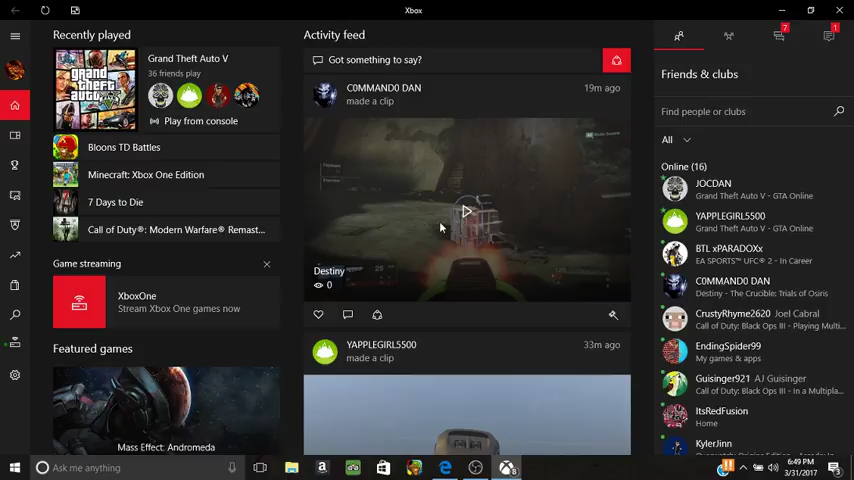 Xbox
Recently played
Grand Theft Auto V
36 friends play
Play from console
Bloons TD Battles
Minecraft: Xbox One Edition
7 Days to Die
Call of Duty®: Modern Warfare® Remast...
Game streaming
XboxOne
Stream Xbox One games now
Featured games
Mass Effect: Andromeda
Activity feed
Got something to say?
C0MMAND0 DAN
19m ago
made a clip
Destiny
0
YAPPLEGIRL5500
33m ago
made a clip
7
1
Friends & clubs
Find people or clubs
All
Online (16)
JOCDAN
Grand Theft Auto V - GTA Online
YAPPLEGIRL5500
Grand Theft Auto V - GTA Online
BTL xPARADOXx
EA SPORTS™ UFC® 2 - In Career
C0MMAND0 DAN
Destiny - The Crucible: Trials of Osiris
CrustyRhyme2620 Joel Cabral
Call of Duty: Black Ops III - Playing Multi...
EndingSpider99
My games & apps
Guisinger921 AJ Guisinger
Call of Duty: Black Ops III - In a Multipla...
ItsRedFusion
Home
KylerJinn
Ask me anything
6:49 PM
3/31/2017